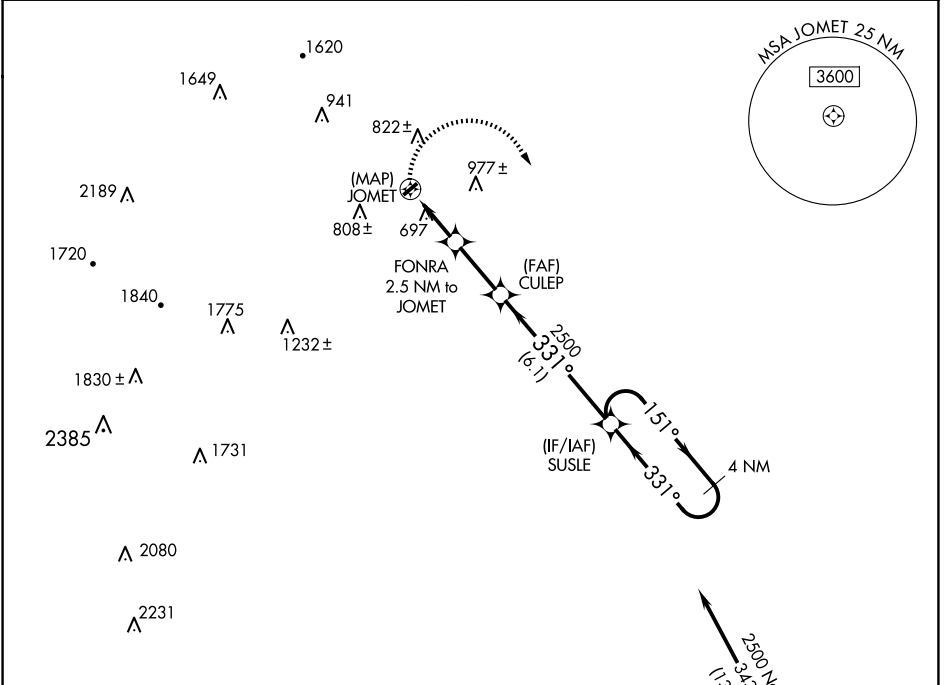 1620
MSA JOMET 25 NM
3600
1649
941
822 ±
977 ±
(MAP)
JOMET
2189
808 ±
697
1720
FONRA
2.5 NM to
JOMET
(FAF)
CULEP
1840
1775
1232 ±
2500
331°
(6.1)
1830 ±
2385
1731
151°
(IF/IAF)
SUSLE
331°
4 NM
2080
2231
2500